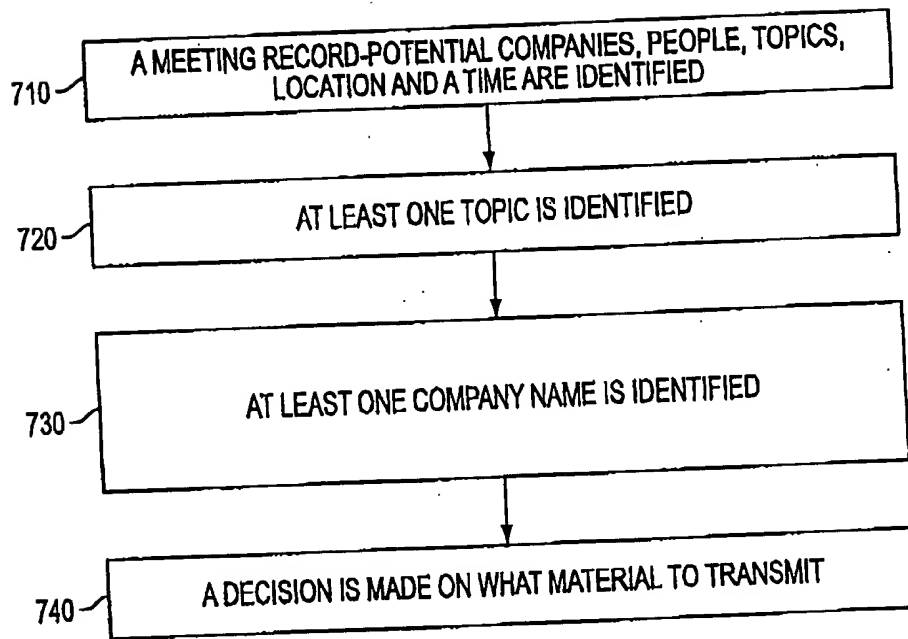 710
A MEETING RECORD-POTENTIAL COMPANIES, PEOPLE, TOPICS,
LOCATION AND A TIME ARE IDENTIFIED
720
AT LEAST ONE TOPIC IS IDENTIFIED
730
AT LEAST ONE COMPANY NAME IS IDENTIFIED
740
A DECISION IS MADE ON WHAT MATERIAL TO TRANSMIT